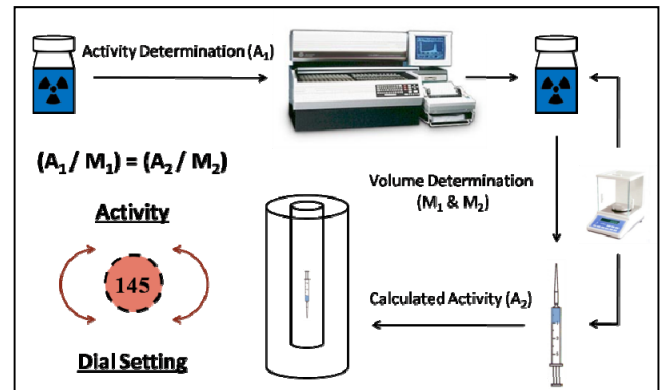 Activity Determination (A₁)
(A₁ / M₁) = (A₂ / M₂)
Volume Determination
(M₁ & M₂)
Activity
145
Calculated Activity (A₂)
Dial Setting